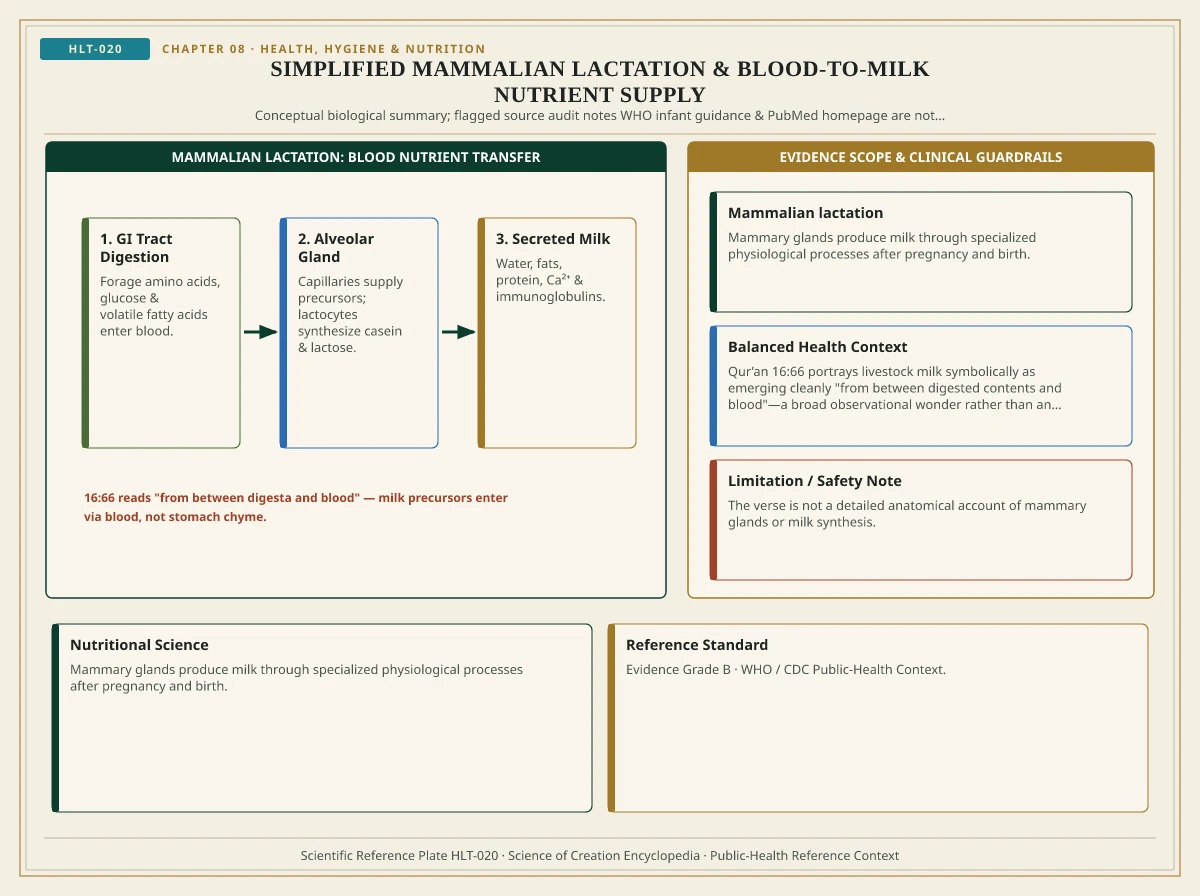 HLT-020
CHAPTER 08 · HEALTH, HYGIENE & NUTRITION
SIMPLIFIED MAMMALIAN LACTATION & BLOOD-TO-MILK
NUTRIENT SUPPLY
Conceptual biological summary; flagged source audit notes WHO infant guidance & PubMed homepage are not…
MAMMALIAN LACTATION: BLOOD NUTRIENT TRANSFER
1. GI Tract
Digestion
Forage amino acids,
glucose &
volatile fatty acids
enter blood.
2. Alveolar
Gland
Capillaries supply
precursors;
lactocytes
synthesize casein
& lactose.
3. Secreted Milk
Water, fats,
protein, Ca²⁺ &
immunoglobulins.
16:66 reads "from between digesta and blood" — milk precursors enter
via blood, not stomach chyme.
EVIDENCE SCOPE & CLINICAL GUARDRAILS
Mammalian lactation
Mammary glands produce milk through specialized
physiological processes after pregnancy and birth.
Balanced Health Context
Qur’an 16:66 portrays livestock milk symbolically as
emerging cleanly "from between digested contents and
blood"—a broad observational wonder rather than an…
Limitation / Safety Note
The verse is not a detailed anatomical account of mammary
glands or milk synthesis.
Nutritional Science
Mammary glands produce milk through specialized physiological processes
after pregnancy and birth.
Reference Standard
Evidence Grade B · WHO / CDC Public-Health Context.
Scientific Reference Plate HLT-020 · Science of Creation Encyclopedia · Public-Health Reference Context